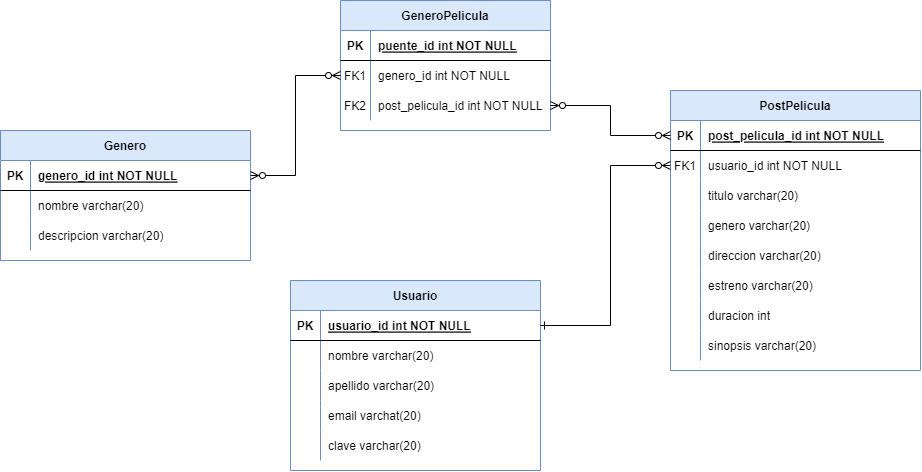 GeneroPelicula
PK puente_id int NOT NULL
FK1 genero_id int NOT NULL
FK2 post_pelicula_id int NOT NULL
PostPelicula
PK post_pelicula_id int NOT NULL
FK1 usuario_id int NOT NULL
titulo varchar(20)
genero varchar(20)
direccion varchar(20)
estreno varchar(20)
duracion int
sinopsis varchar(20)
Genero
PK genero_id int NOT NULL
nombre varchar(20)
descripcion varchar(20)
Usuario
PK usuario_id int NOT NULL
nombre varchar(20)
apellido varchar(20)
email varchat(20)
clave varchar(20)